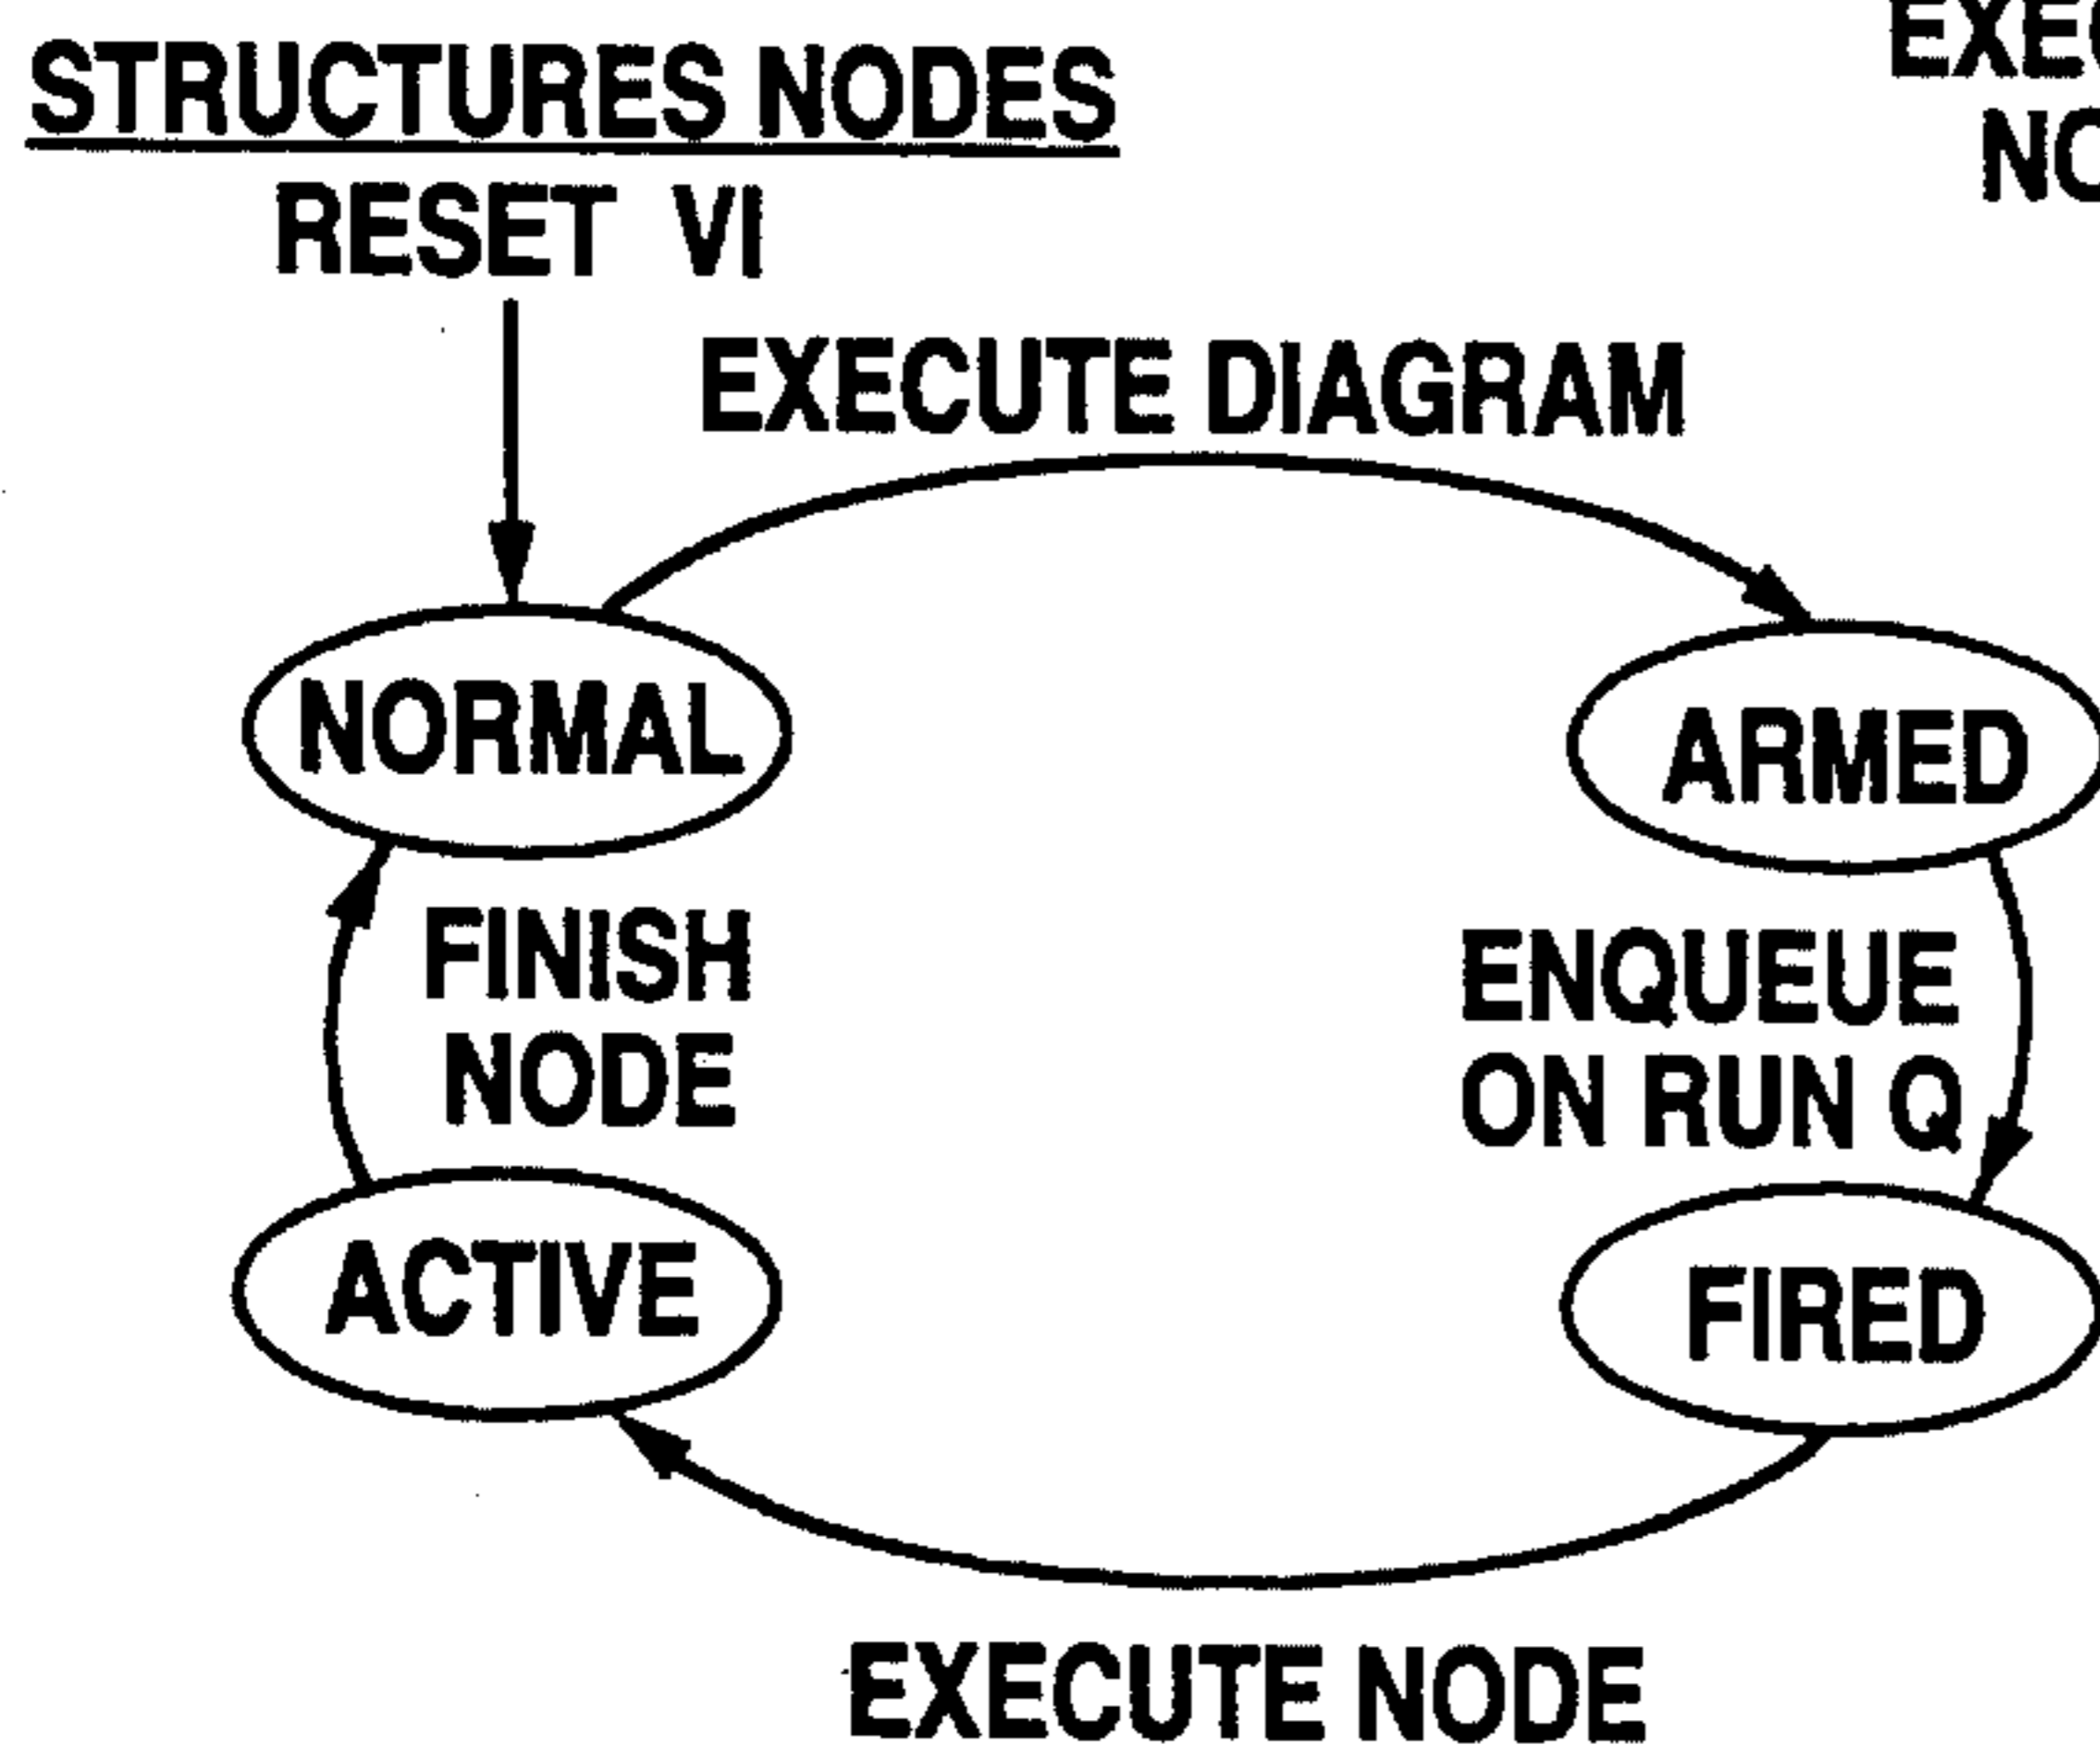 STRUCTURES NODES
RESET VI
EXECUTE DIAGRAM
NORMAL
ARMED
FINISH
NODE
ENQUEUE
ON RUN Q
ACTIVE
FIRED
EXECUTE NODE